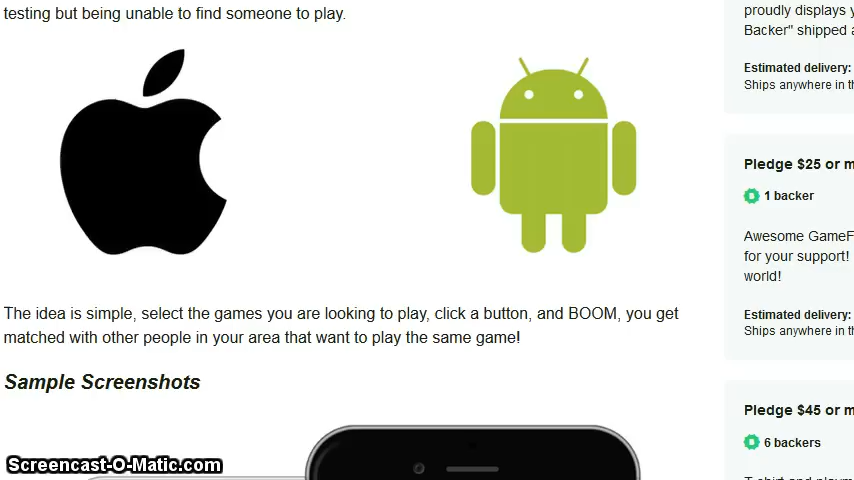 testing but being unable to find someone to play.
The idea is simple, select the games you are looking to play, click a button, and BOOM, you get
matched with other people in your area that want to play the same game!
Sample Screenshots
Screencast-O-Matic.com
proudly displays
Backer" shipped
Estimated delivery:
Ships anywhere in
Pledge $25 or
1 backer
Awesome
for your support!
world!
Estimated delivery:
Ships anywhere in
Pledge $45 or
6 backers